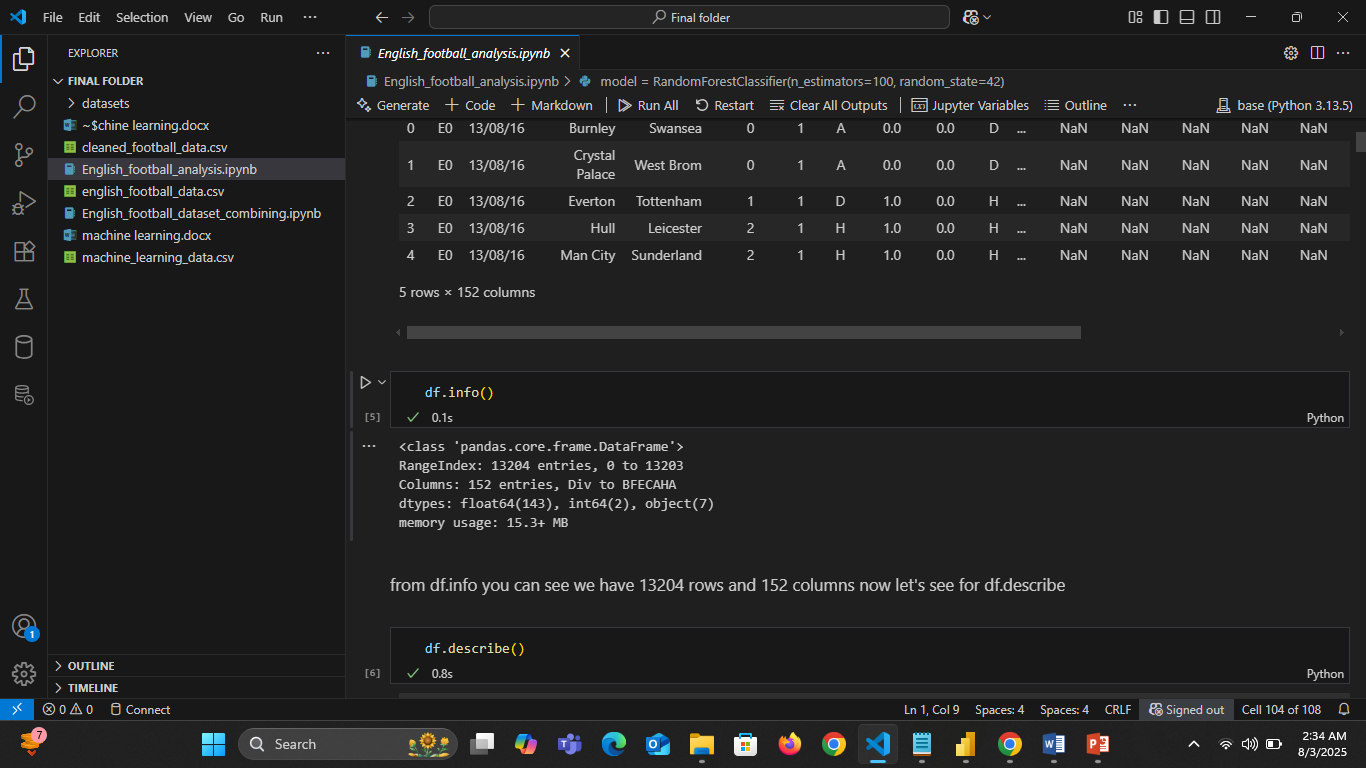 File Edit Selection View Go Run ··· Final folder
EXPLORER ···
FINAL FOLDER
datasets
~$chine learning.docx
cleaned_football_data.csv
English_football_analysis.ipynb
english_football_data.csv
English_football_dataset_combining.ipynb
machine learning.docx
machine_learning_data.csv
OUTLINE
TIMELINE
1
English_football_analysis.ipynb
English_football_analysis.ipynb > model = RandomForestClassifier(n_estimators=100, random_state=42)
Generate + Code + Markdown Run All Restart Clear All Outputs Jupyter Variables Outline ··· base (Python 3.13.5)
0 E0 13/08/16 Burnley Swansea 0 1 A 0.0 0.0 D ... NaN NaN NaN NaN NaN
1 E0 13/08/16 Crystal Palace West Brom 0 1 A 0.0 0.0 D ... NaN NaN NaN NaN NaN
2 E0 13/08/16 Everton Tottenham 1 1 D 1.0 0.0 H ... NaN NaN NaN NaN NaN
3 E0 13/08/16 Hull Leicester 2 1 H 1.0 0.0 H ... NaN NaN NaN NaN NaN
4 E0 13/08/16 Man City Sunderland 2 1 H 1.0 0.0 H ... NaN NaN NaN NaN NaN
5 rows × 152 columns
df.info()
[5] 0.1s Python
<class 'pandas.core.frame.DataFrame'>
RangeIndex: 13204 entries, 0 to 13203
Columns: 152 entries, Div to BFECAHA
dtypes: float64(143), int64(2), object(7)
memory usage: 15.3+ MB
from df.info you can see we have 13204 rows and 152 columns now let's see for df.describe
df.describe()
[6] 0.8s Python
0 0 Connect Ln 1, Col 9 Spaces: 4 Spaces: 4 CRLF Signed out Cell 104 of 108
7 Search 2:34 AM
8/3/2025